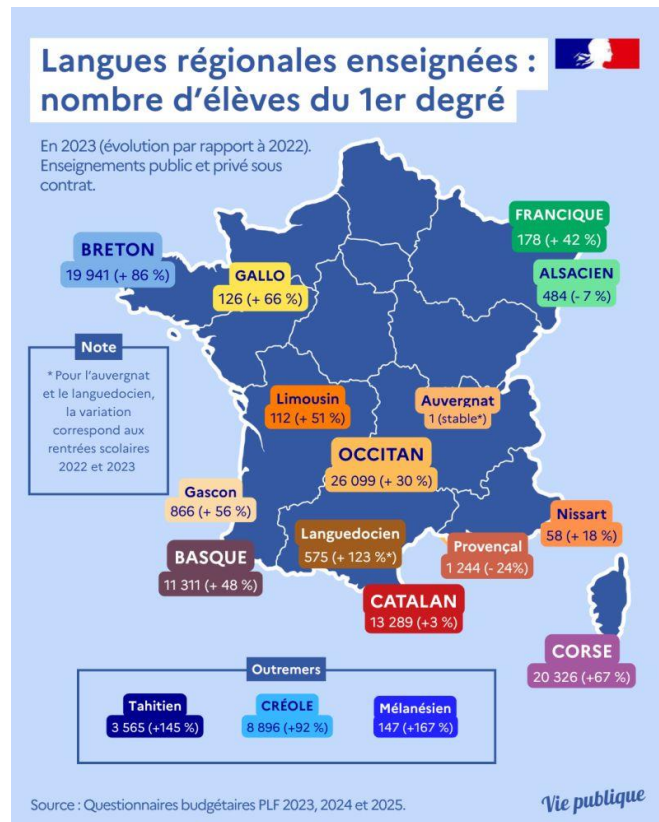 Langues régionales enseignées :
nombre d'élèves du 1er degré
En 2023 (évolution par rapport à 2022).
Enseignements public et privé sous
contrat.
FRANCIQUE
178 (+ 42 %)
BRETON
19 941 (+ 86 %)
GALLO
126 (+ 66 %)
ALSACIEN
484 (- 7 %)
Note
* Pour l'auvergnat
et le languedocien,
la variation
correspond aux
rentrées scolaires
2022 et 2023
Limousin
112 (+ 51 %)
Auvergnat
1 (stable*)
OCCITAN
26 099 (+ 30 %)
Gascon
866 (+ 56 %)
Nissart
58 (+ 18 %)
Languedocien
575 (+ 123 %*)
Provençal
1 244 (- 24%)
BASQUE
11 311 (+ 48 %)
CATALAN
13 289 (+3 %)
CORSE
20 326 (+67 %)
Outremers
Tahitien
3 565 (+145 %)
CRÉOLE
8 896 (+92 %)
Mélanésien
147 (+167 %)
Source : Questionnaires budgétaires PLF 2023, 2024 et 2025.
Vie publique